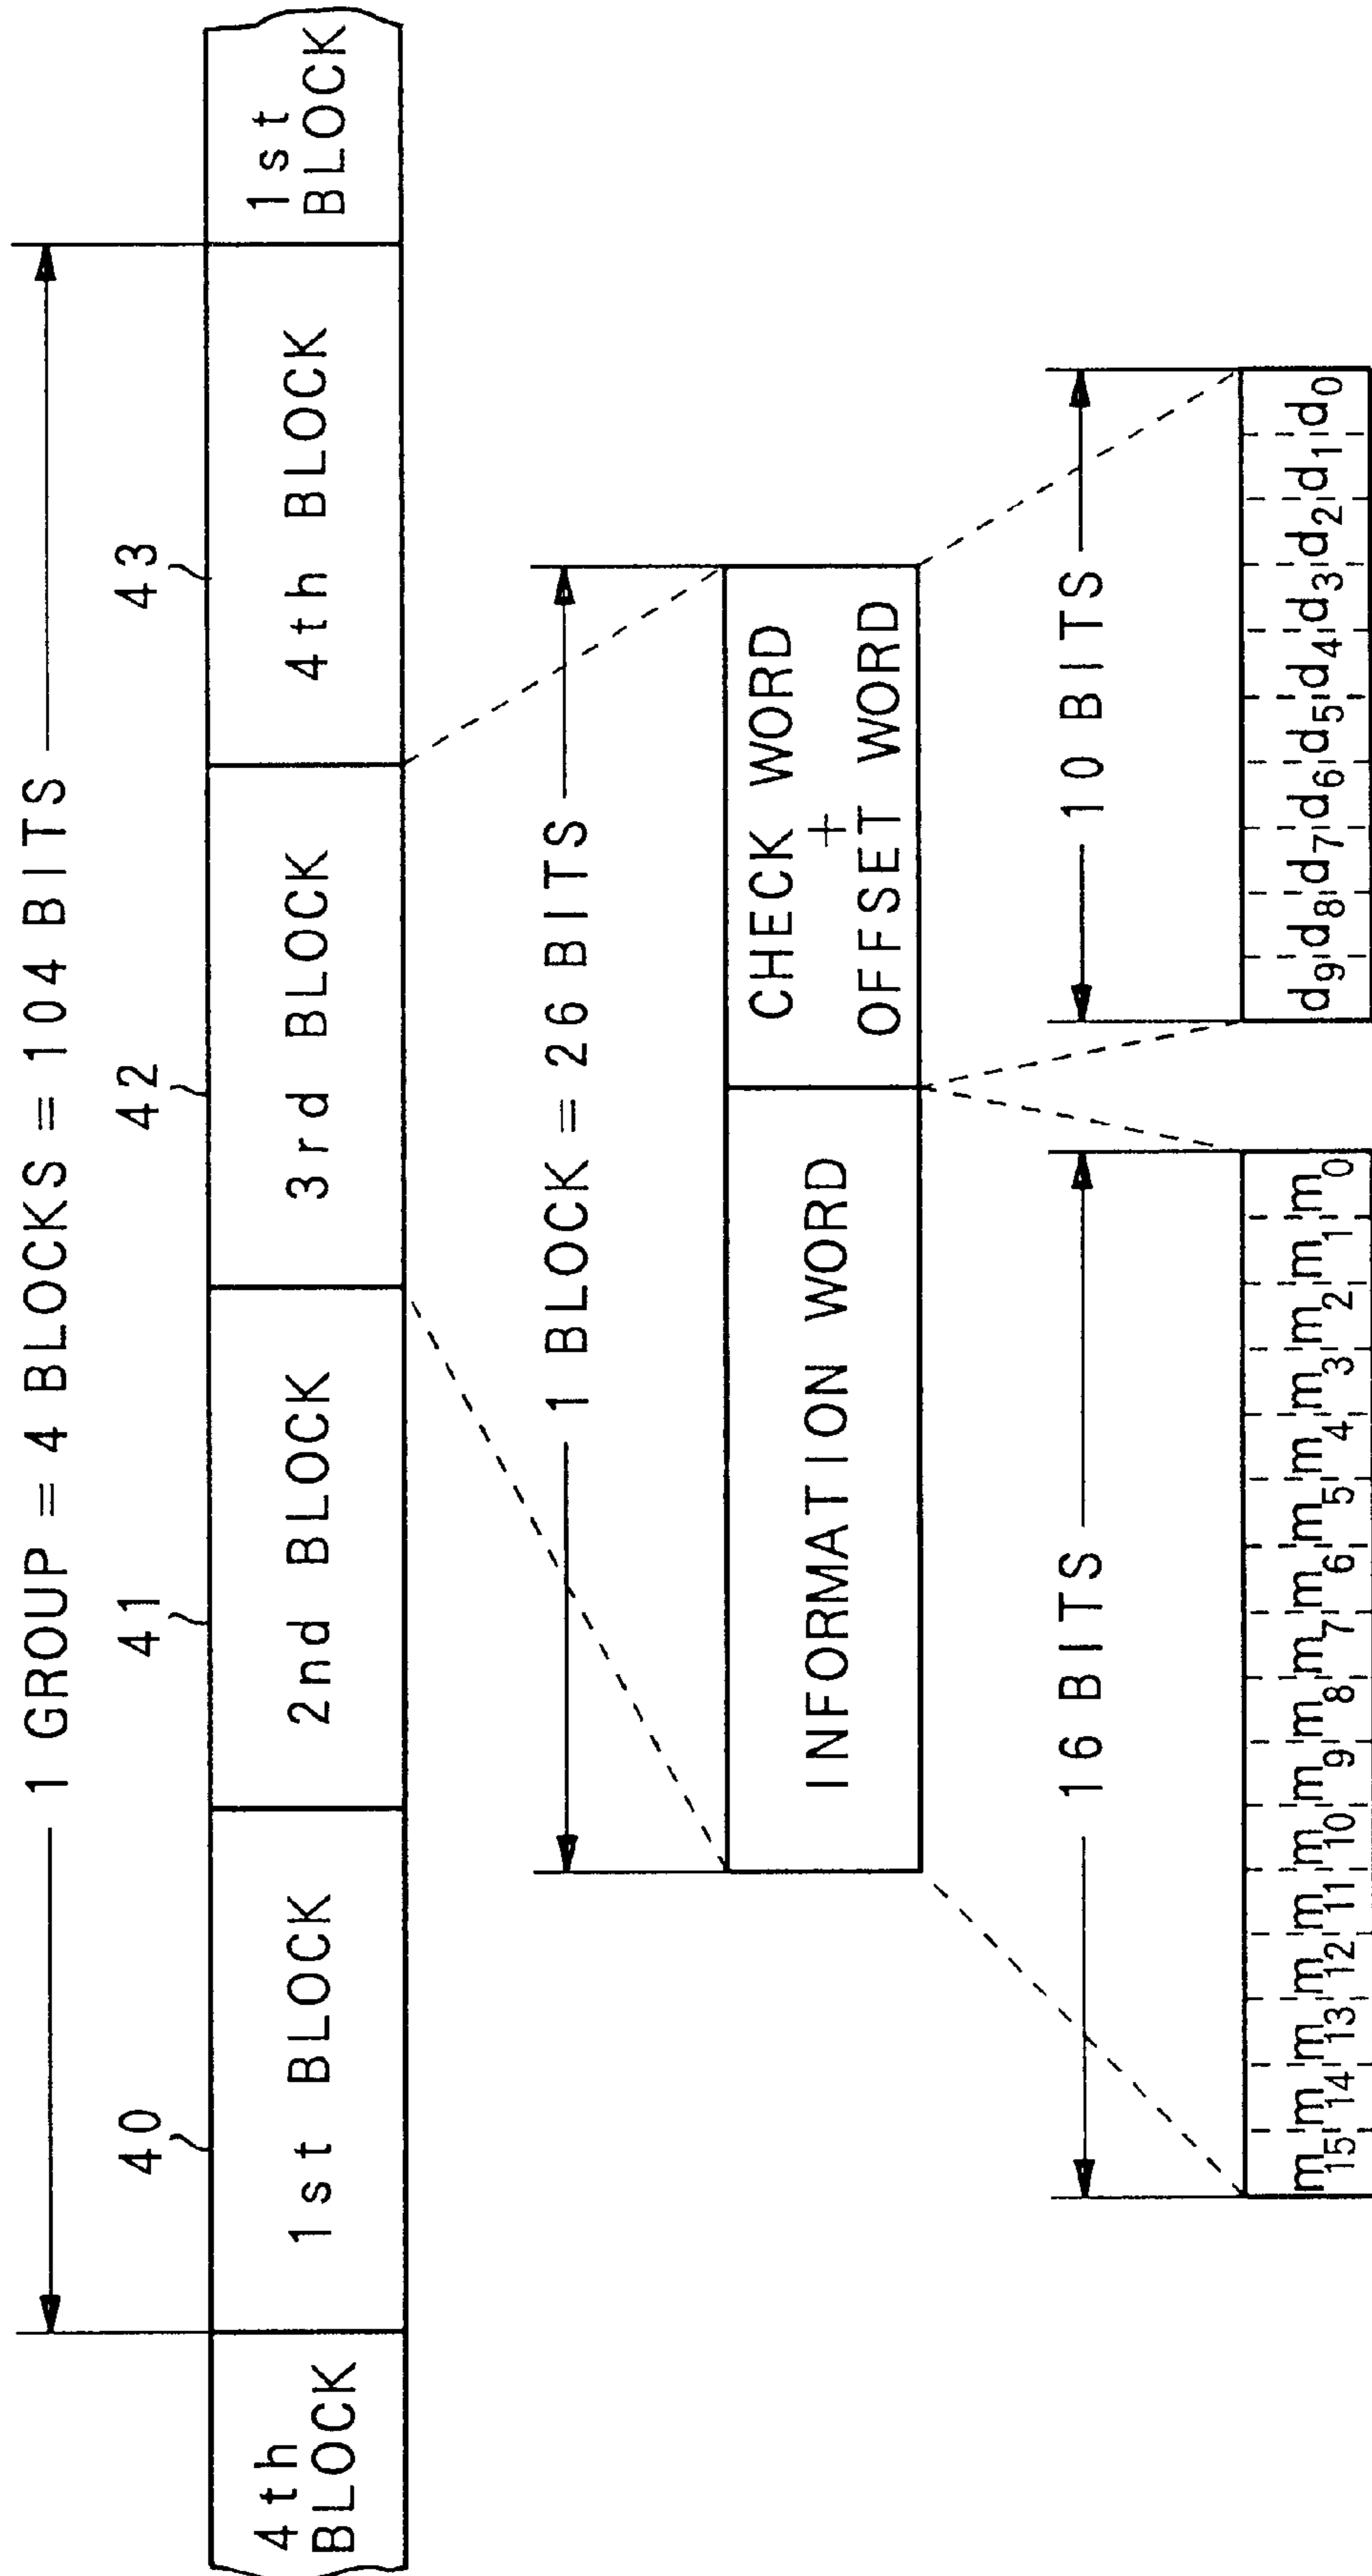 1 GROUP = 4 BLOCKS = 104 BITS
40 41 42 43
4th BLOCK 1st BLOCK 2nd BLOCK 3rd BLOCK 4th BLOCK 1st BLOCK
1 BLOCK = 26 BITS
INFORMATION WORD CHECK WORD + OFFSET WORD
16 BITS 10 BITS
m15 m14 m13 m12 m11 m10 m9 m8 m7 m6 m5 m4 m3 m2 m1 m0 d9 d8 d7 d6 d5 d4 d3 d2 d1 d0